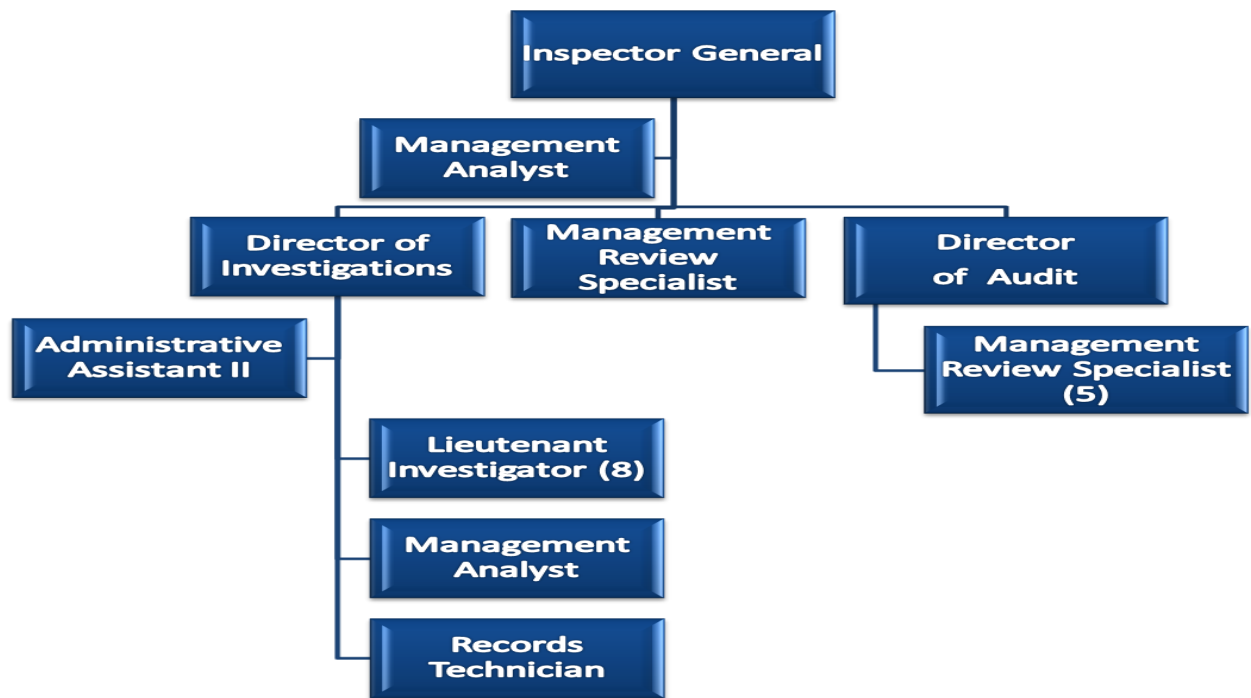 Inspector General
Management
Analyst
Director of
Investigations
Management
Review
Specialist
Director
of Audit
Administrative
Assistant II
Management
Review Specialist
(5)
Lieutenant
Investigator (8)
Management
Analyst
Records
Technician